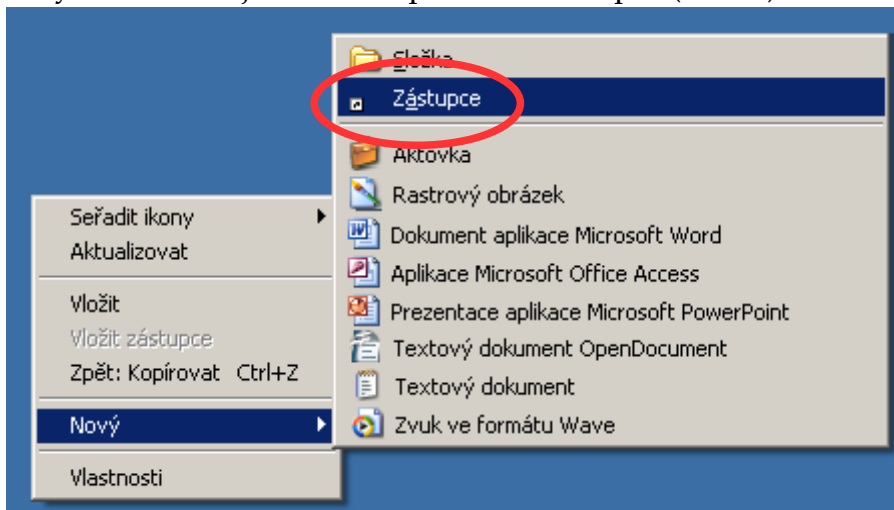 Seřadit ikony
Aktualizovat
Vložit
Vložit zástupce
Zpět: Kopírovat Ctrl+Z
Nový
Vlastnosti
Složka
Zástupce
Aktovka
Rastrový obrázek
Dokument aplikace Microsoft Word
Aplikace Microsoft Office Access
Prezentace aplikace Microsoft PowerPoint
Textový dokument OpenDocument
Textový dokument
Zvuk ve formátu Wave